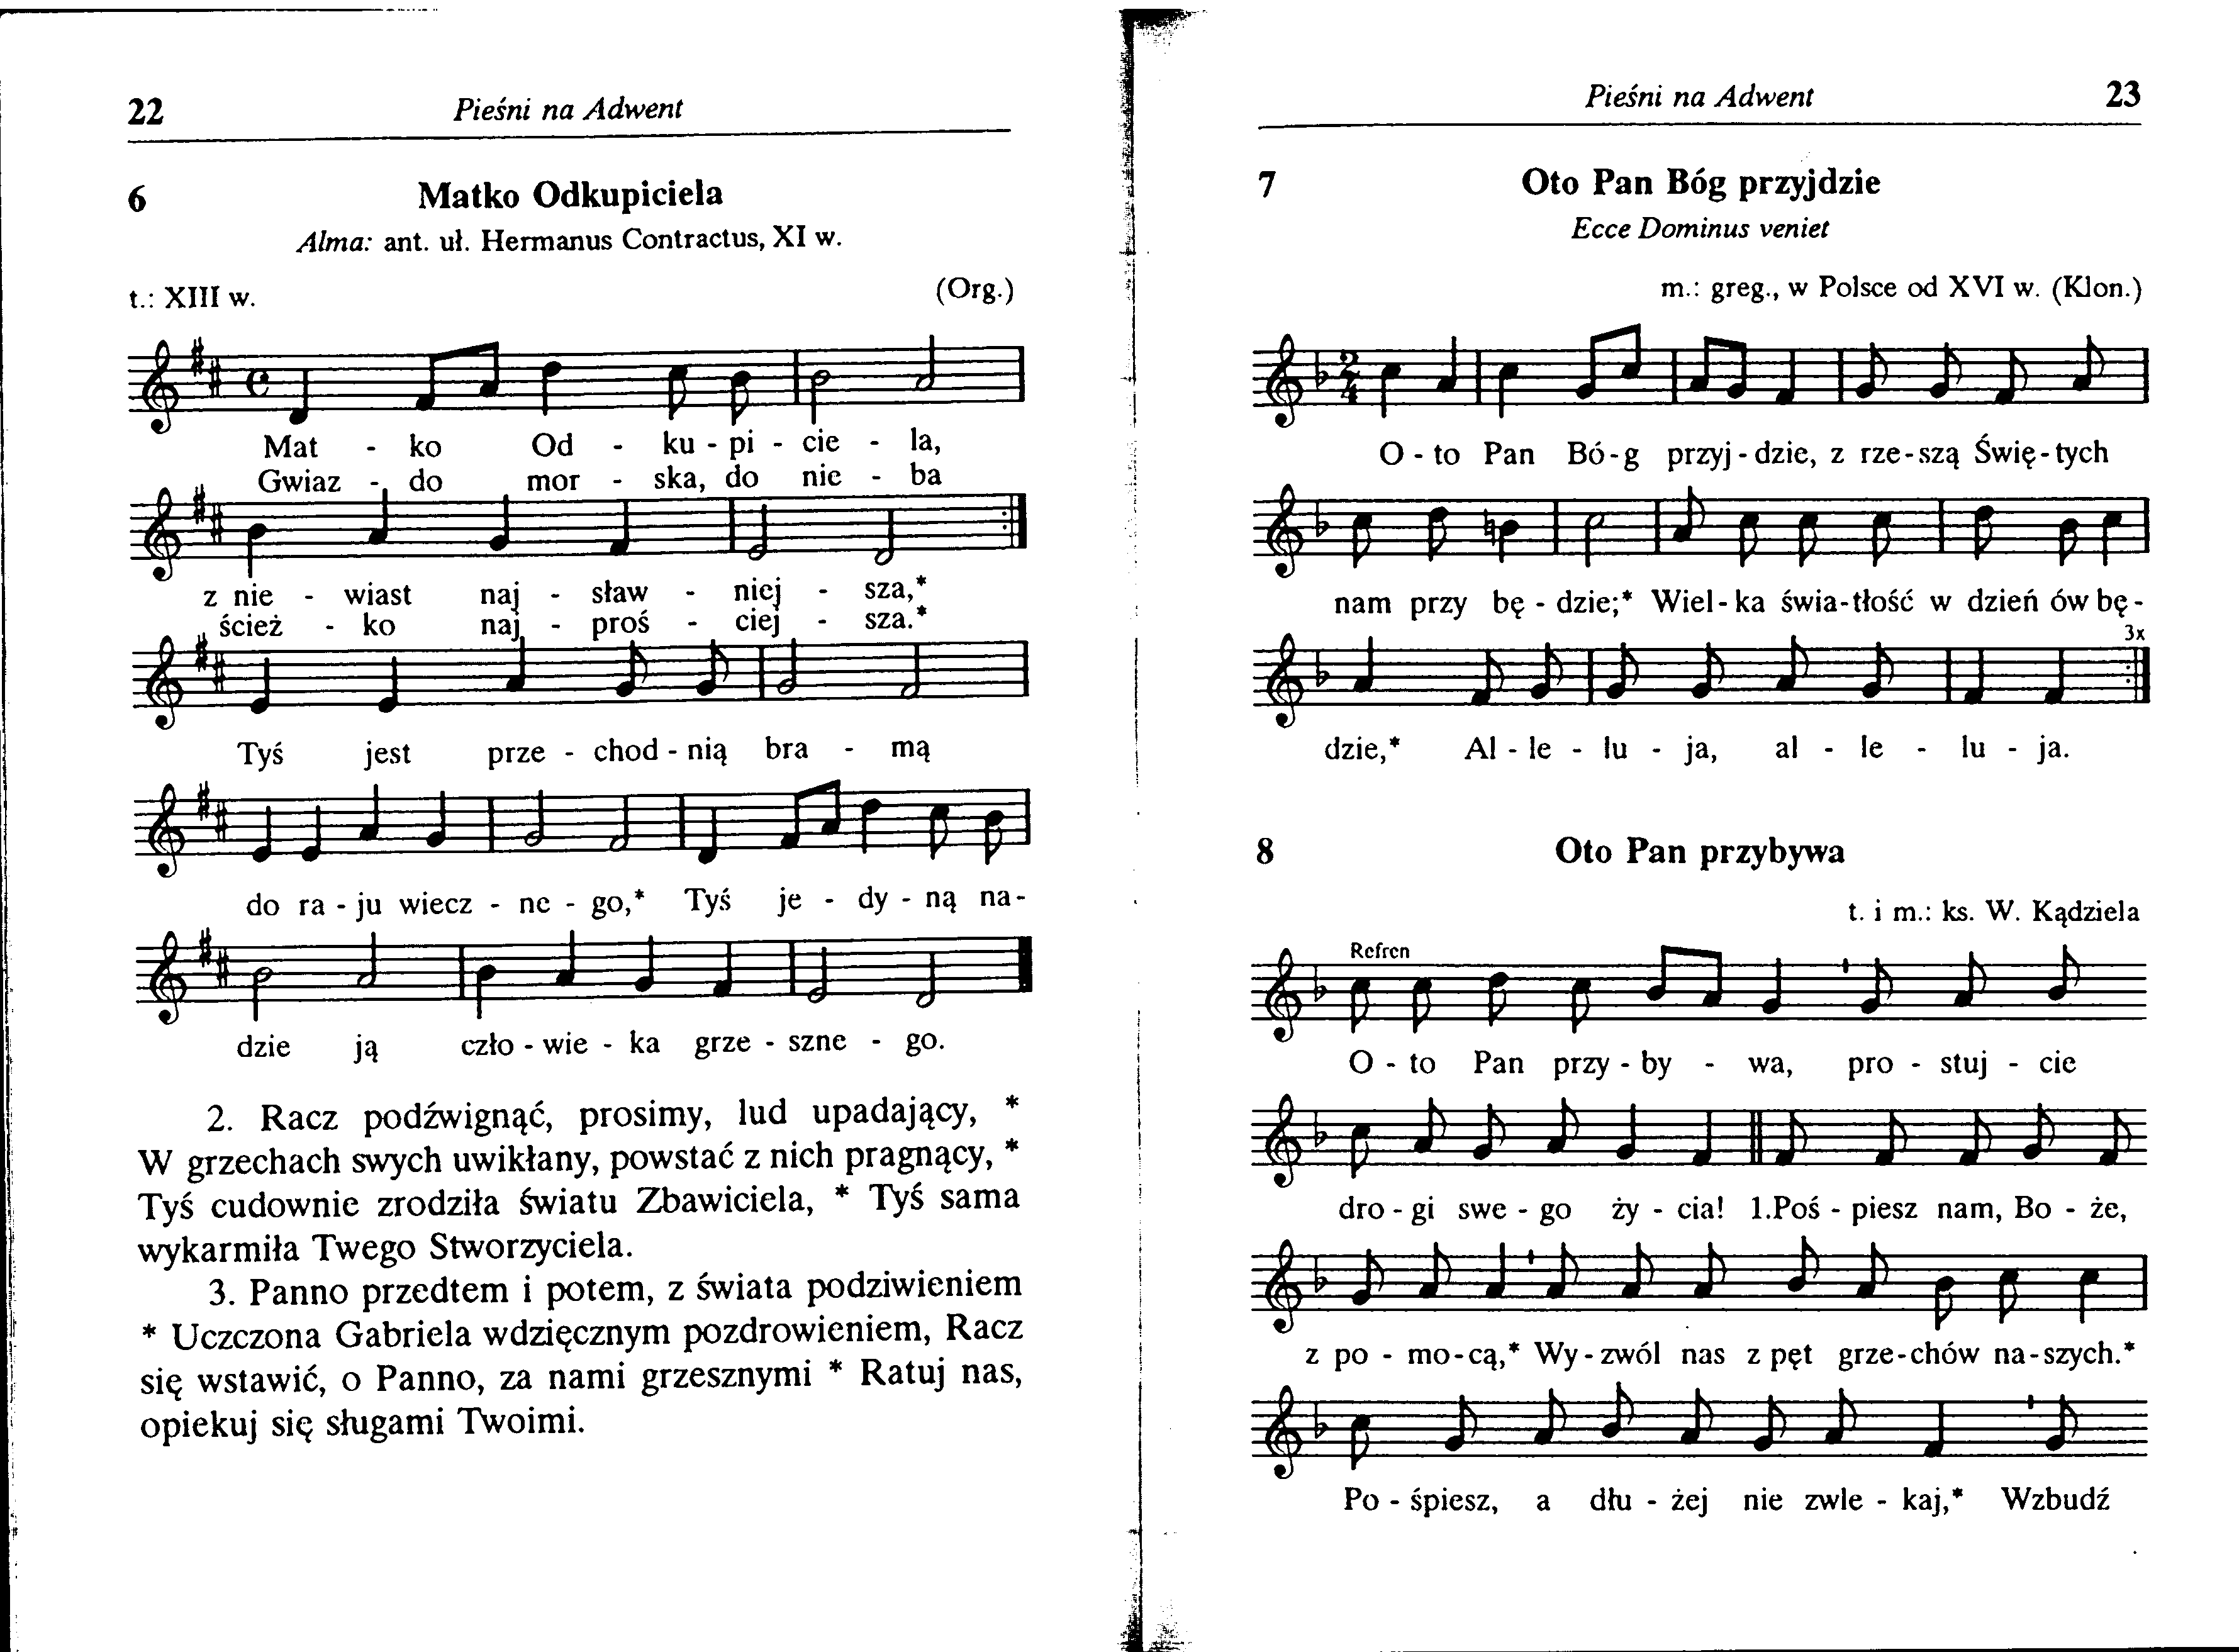 22 Pieśni na Adwent
6 Matko Odkupiciela
Alma: ant. uł. Hermanus Contractus, XI w.
t.: XIII w. (Org.)
Mat - ko Od - ku - pi - cie - la,
Gwiaz - do mor - ska, do nie - ba
z nie - wiast naj - sław - niej - sza,*
ścież - ko naj - proś - ciej - sza.*
Tyś jest prze - chod - nią bra - mą
do ra - ju wiecz - ne - go,* Tyś je - dy - ną na-
dzie ją czło - wie - ka grze - szne - go.
2. Racz podźwignąć, prosimy, lud upadający, *
W grzechach swych uwikłany, powstać z nich pragnący, *
Tyś cudownie zrodziła światu Zbawiciela, * Tyś sama
wykarmiła Twego Stworzyciela.
3. Panno przedtem i potem, z świata podziwieniem
* Uczczona Gabriela wdzięcznym pozdrowieniem, Racz
się wstawić, o Panno, za nami grzesznymi * Ratuj nas,
opiekuj się sługami Twoimi.
Pieśni na Adwent 23
7 Oto Pan Bóg przyjdzie
Ecce Dominus veniet
m.: greg., w Polsce od XVI w. (Klon.)
O - to Pan Bó - g przyj - dzie, z rze - szą Świę - tych
nam przy bę - dzie;* Wiel - ka świa - tłość w dzień ów bę -
3x
dzie,* Al - le - lu - ja, al - le - lu - ja.
8 Oto Pan przybywa
t. i m.: ks. W. Kądziela
Refren
O - to Pan przy - by - wa, pro - stuj - cie
dro - gi swe - go ży - cia! 1.Poś - piesz nam, Bo - że,
z po - mo - cą,* Wy - zwól nas z pęt grze - chów na - szych.*
Po - śpiesz, a dłu - żej nie zwle - kaj,* Wzbudź